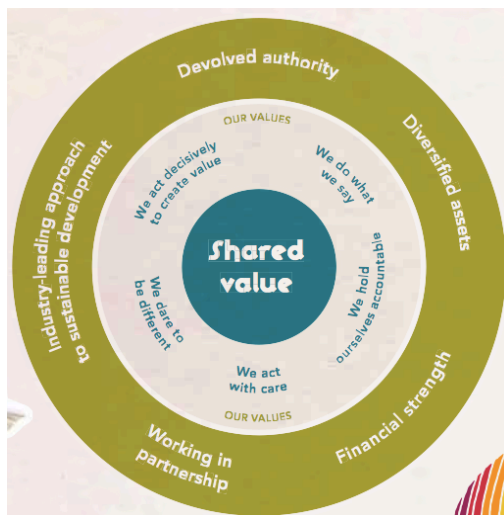 Devolved authority
Diversified assets
Financial strength
Working in
partnership
Industry-leading approach
to sustainable development
OUR VALUES
We do what
we say
We hold
ourselves accountable
We act
with care
We dare to
be different
We act decisively
to create value
OUR VALUES
Shared
value